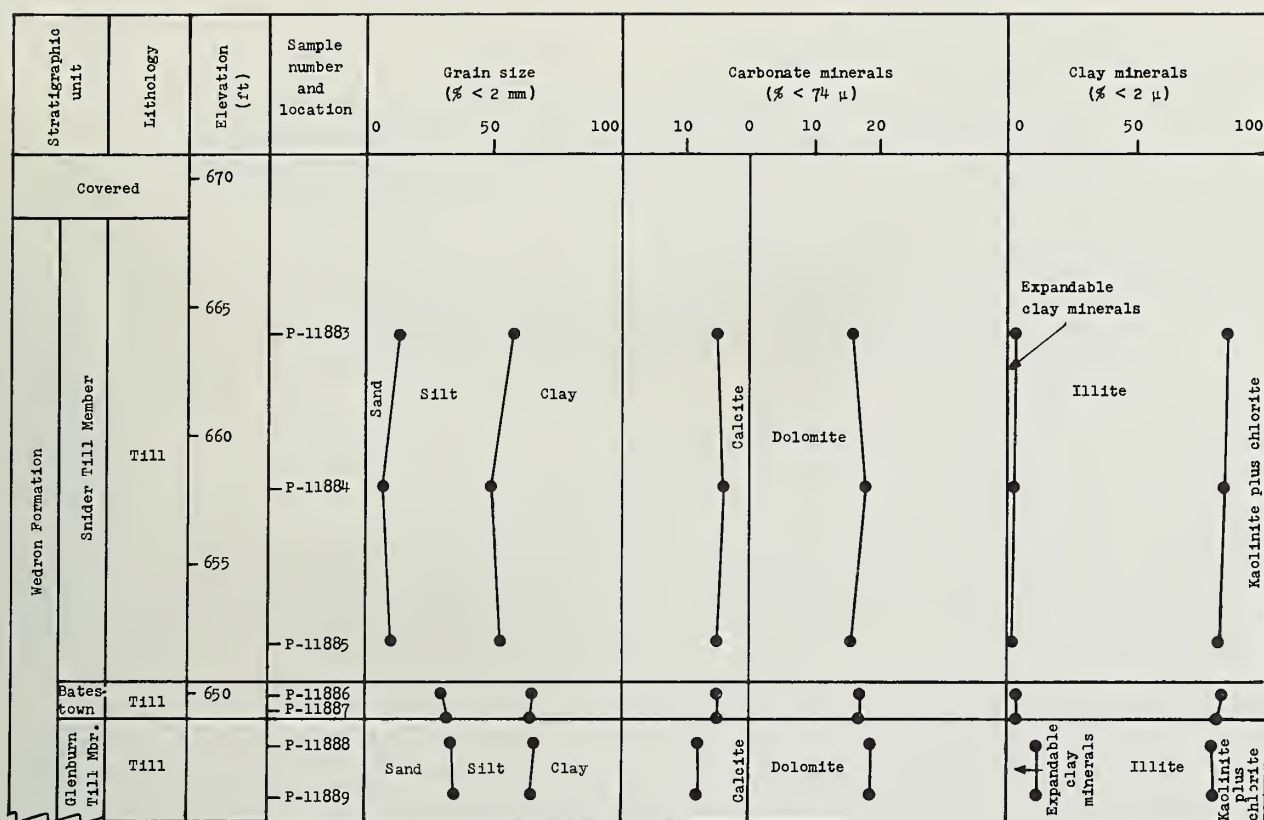 Stratigraphic
unit
Lithology
Elevation
(ft)
Sample
number
and
location
Grain size
(% < 2 mm)
0 50 100
Carbonate minerals
(% < 74 μ)
10 0 10 20
Clay minerals
(% < 2 μ)
0 50 100
Covered
670
665
660
655
650
Wedron Formation
Snider Till Member
Till
P-11883
P-11884
P-11885
Sand
Silt
Clay
Calcite
Dolomite
Expandable
clay minerals
Illite
Kaolinite plus chlorite
Bates-
town
Till
P-11886
P-11887
Glenburn
Till Mbr.
Till
P-11888
P-11889
Sand
Silt
Clay
Calcite
Dolomite
Expandable
clay
minerals
Illite
Kaolinite
plus
chlorite